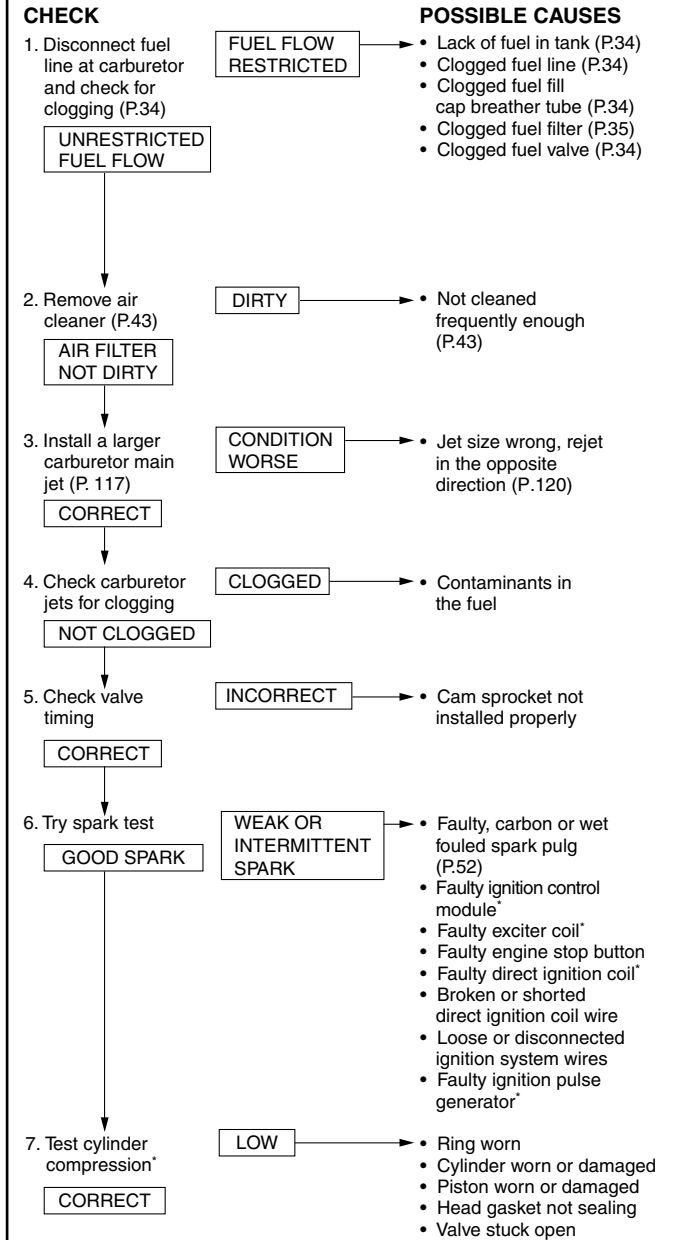 CHECK
POSSIBLE CAUSES
1. Disconnect fuel
line at carburetor
and check for
clogging (P.34)
FUEL FLOW
RESTRICTED
• Lack of fuel in tank (P.34)
• Clogged fuel line (P.34)
• Clogged fuel fill
cap breather tube (P.34)
• Clogged fuel filter (P.35)
• Clogged fuel valve (P.34)
UNRESTRICTED
FUEL FLOW
2. Remove air
cleaner (P.43)
DIRTY
• Not cleaned
frequently enough
(P.43)
AIR FILTER
NOT DIRTY
3. Install a larger
carburetor main
jet (P. 117)
CONDITION
WORSE
• Jet size wrong, rejet
in the opposite
direction (P.120)
CORRECT
4. Check carburetor
jets for clogging
CLOGGED
• Contaminants in
the fuel
NOT CLOGGED
5. Check valve
timing
INCORRECT
• Cam sprocket not
installed properly
CORRECT
6. Try spark test
WEAK OR
INTERMITTENT
SPARK
• Faulty, carbon or wet
fouled spark pulg
(P.52)
• Faulty ignition control
module*
• Faulty exciter coil*
• Faulty engine stop button
• Faulty direct ignition coil*
• Broken or shorted
direct ignition coil wire
• Loose or disconnected
ignition system wires
• Faulty ignition pulse
generator*
GOOD SPARK
7. Test cylinder
compression*
LOW
• Ring worn
• Cylinder worn or damaged
• Piston worn or damaged
• Head gasket not sealing
• Valve stuck open
CORRECT